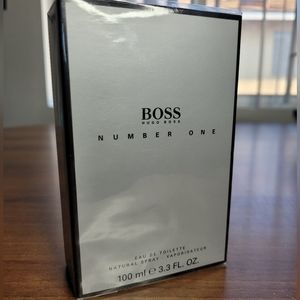 BOSS
HUGO BOSS
NUMBER ONE
EAU DE TOILETTE
NATURAL SPRAY · VAPORISATEUR
100 ml ℮ 3.3 FL. OZ.